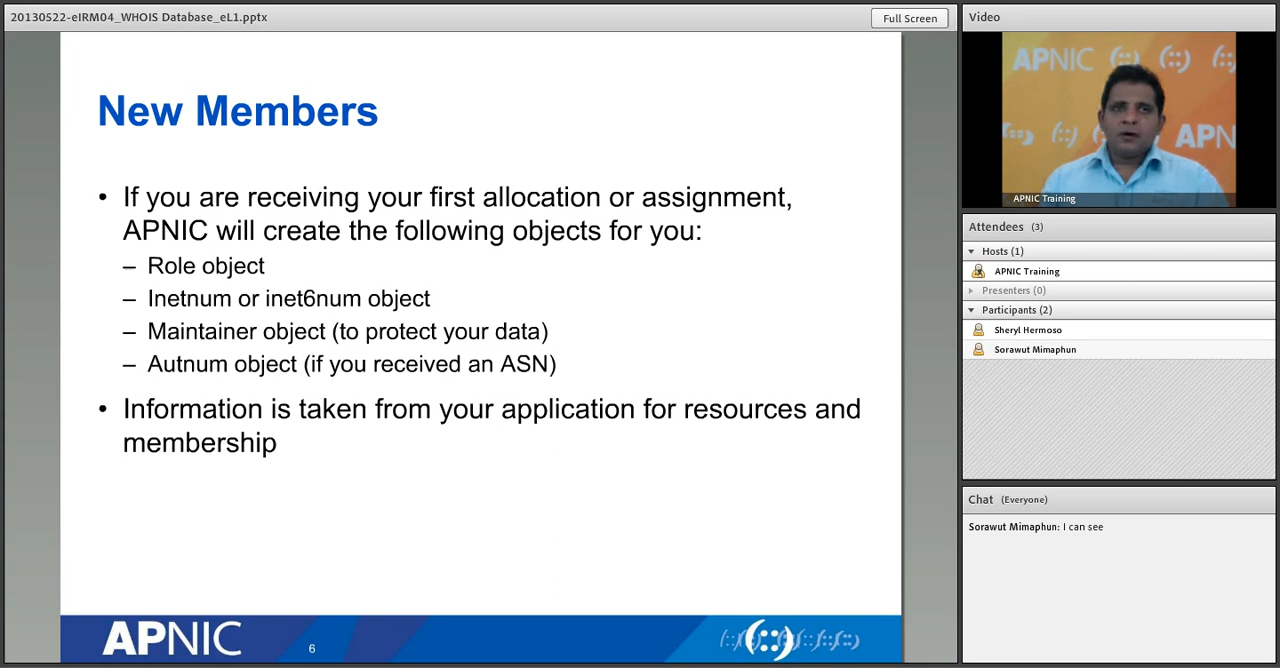 20130522-eIRM04_WHOIS Database_eL1.pptx
Full Screen
New Members
• If you are receiving your first allocation or assignment,
APNIC will create the following objects for you:
– Role object
– Inetnum or inet6num object
– Maintainer object (to protect your data)
– Autnum object (if you received an ASN)
• Information is taken from your application for resources and
membership
APNIC
6
(::)
Video
APNIC (::) (::) (::)
(::) (::) APN
APNIC Training
Attendees (3)
Hosts (1)
APNIC Training
Presenters (0)
Participants (2)
Sheryl Hermoso
Sorawut Mimaphun
Chat (Everyone)
Sorawut Mimaphun: I can see